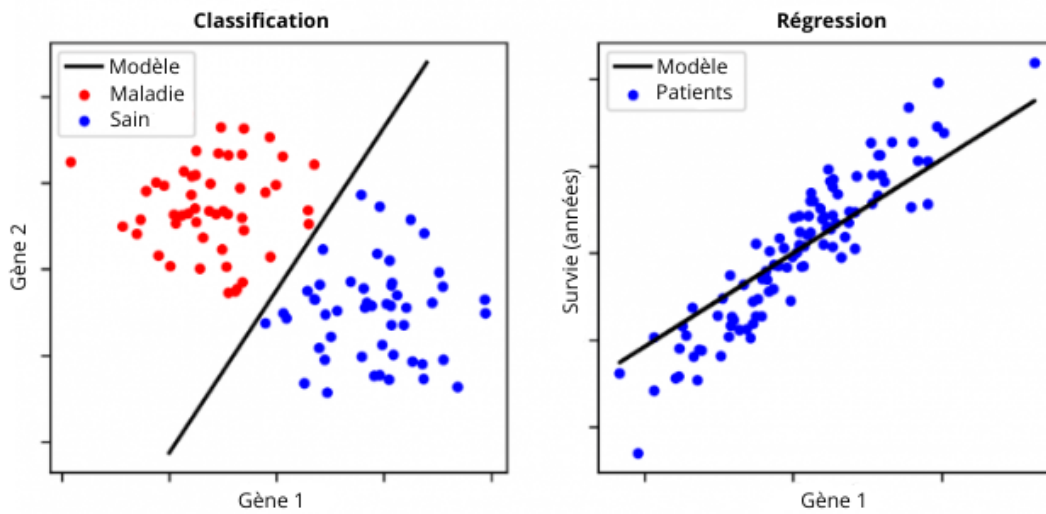 Classification
Modèle
Maladie
Sain
Gène 2
Gène 1
Régression
Modèle
Patients
Survie (années)
Gène 1